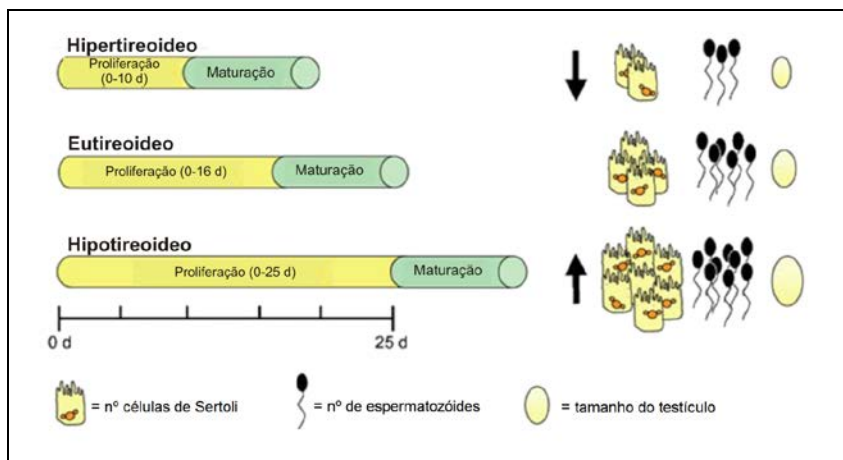 Hipertireoideo
Proliferação
(0-10 d)
Maturação
Eutireoideo
Proliferação (0-16 d)
Maturação
Hipotireoideo
Proliferação (0-25 d)
Maturação
0 d
25 d
= nº células de Sertoli
= nº de espermatozóides
= tamanho do testículo